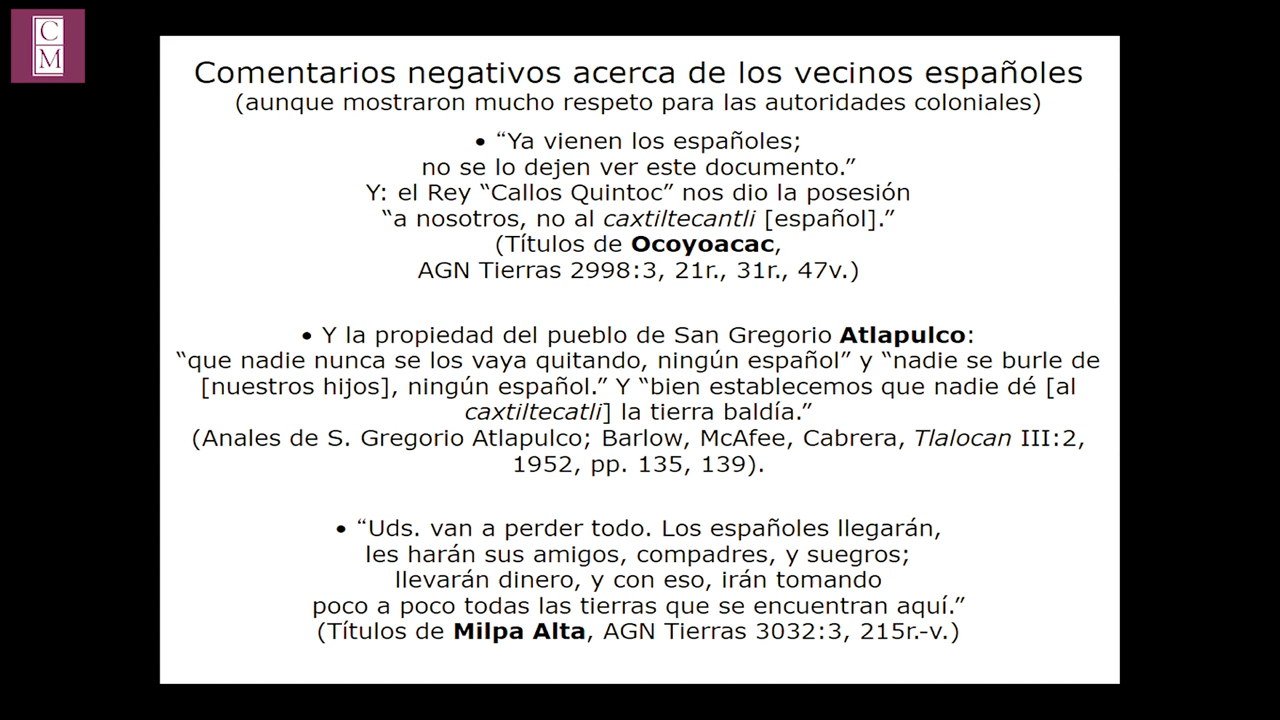 C
M
Comentarios negativos acerca de los vecinos españoles
(aunque mostraron mucho respeto para las autoridades coloniales)
• “Ya vienen los españoles;
no se lo dejen ver este documento.”
Y: el Rey “Callos Quintoc” nos dio la posesión
“a nosotros, no al caxtiltecantli [español].”
(Títulos de Ocoyoacac,
AGN Tierras 2998:3, 21r., 31r., 47v.)
• Y la propiedad del pueblo de San Gregorio Atlapulco:
“que nadie nunca se los vaya quitando, ningún español” y “nadie se burle de
[nuestros hijos], ningún español.” Y “bien establecemos que nadie dé [al
caxtiltecatli] la tierra baldía.”
(Anales de S. Gregorio Atlapulco; Barlow, McAfee, Cabrera, Tlalocan III:2,
1952, pp. 135, 139).
• “Uds. van a perder todo. Los españoles llegarán,
les harán sus amigos, compadres, y suegros;
llevarán dinero, y con eso, irán tomando
poco a poco todas las tierras que se encuentran aquí.”
(Títulos de Milpa Alta, AGN Tierras 3032:3, 215r.-v.)